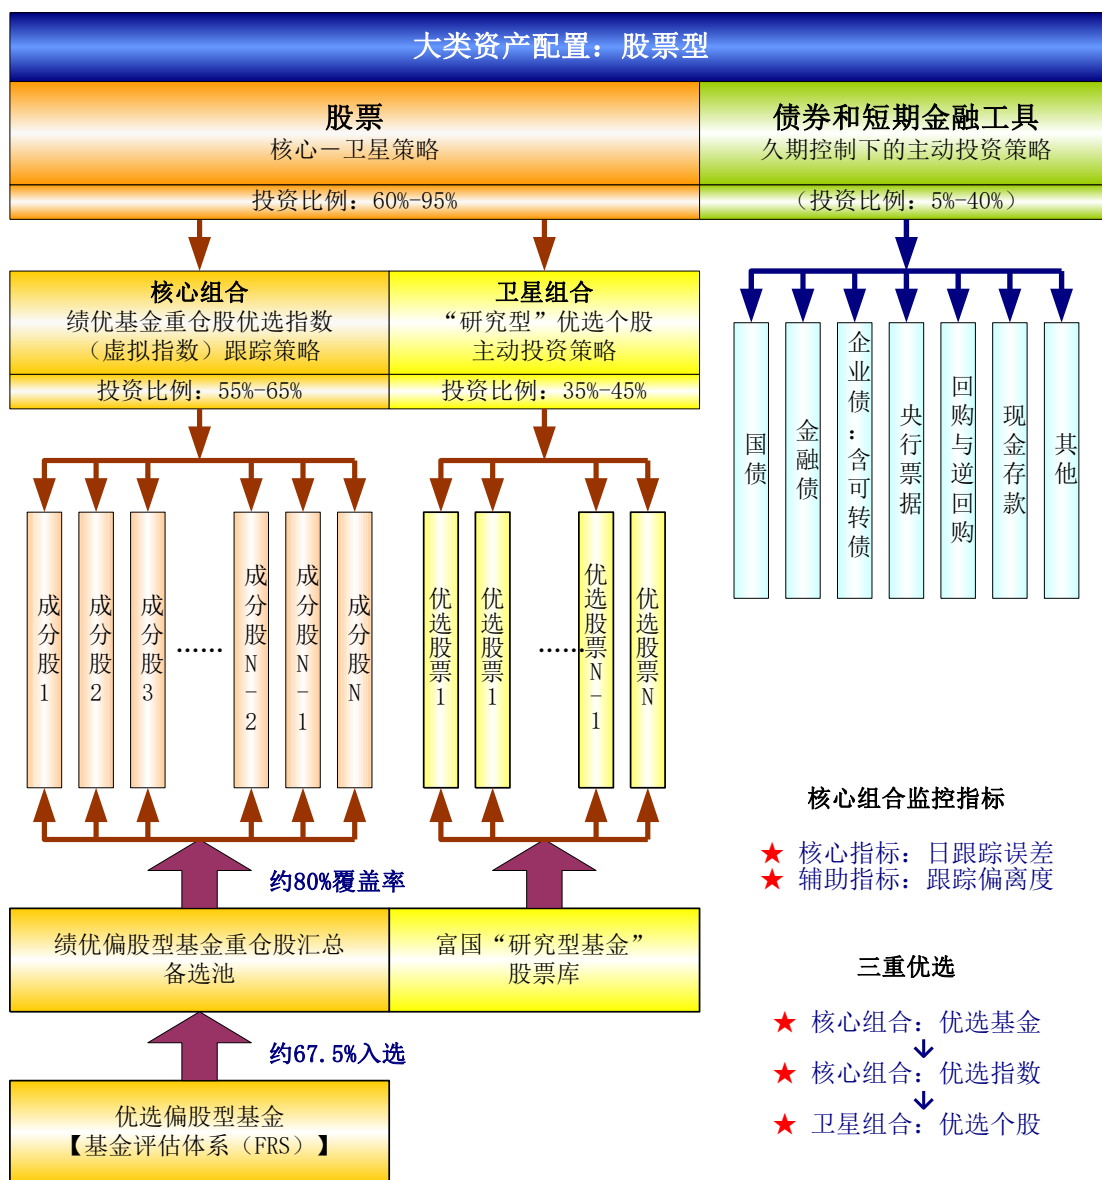 大类资产配置：股票型
股票
核心－卫星策略
投资比例：60%-95%
债券和短期金融工具
久期控制下的主动投资策略
（投资比例：5%-40%）
核心组合
绩优基金重仓股优选指数
（虚拟指数）跟踪策略
投资比例：55%-65%
卫星组合
“研究型”优选个股
主动投资策略
投资比例：35%-45%
国债
金融债
企业债：含可转债
央行票据
回购与逆回购
现金存款
其他
成分股1
成分股2
成分股3
……
成分股N-2
成分股N-1
成分股N
优选股票1
优选股票1
……
优选股票N-1
优选股票N
约80%覆盖率
绩优偏股型基金重仓股汇总
备选池
富国“研究型基金”
股票库
约67.5%入选
优选偏股型基金
【基金评估体系（FRS）】
核心组合监控指标
★ 核心指标：日跟踪误差
★ 辅助指标：跟踪偏离度
三重优选
★ 核心组合：优选基金
★ 核心组合：优选指数
★ 卫星组合：优选个股